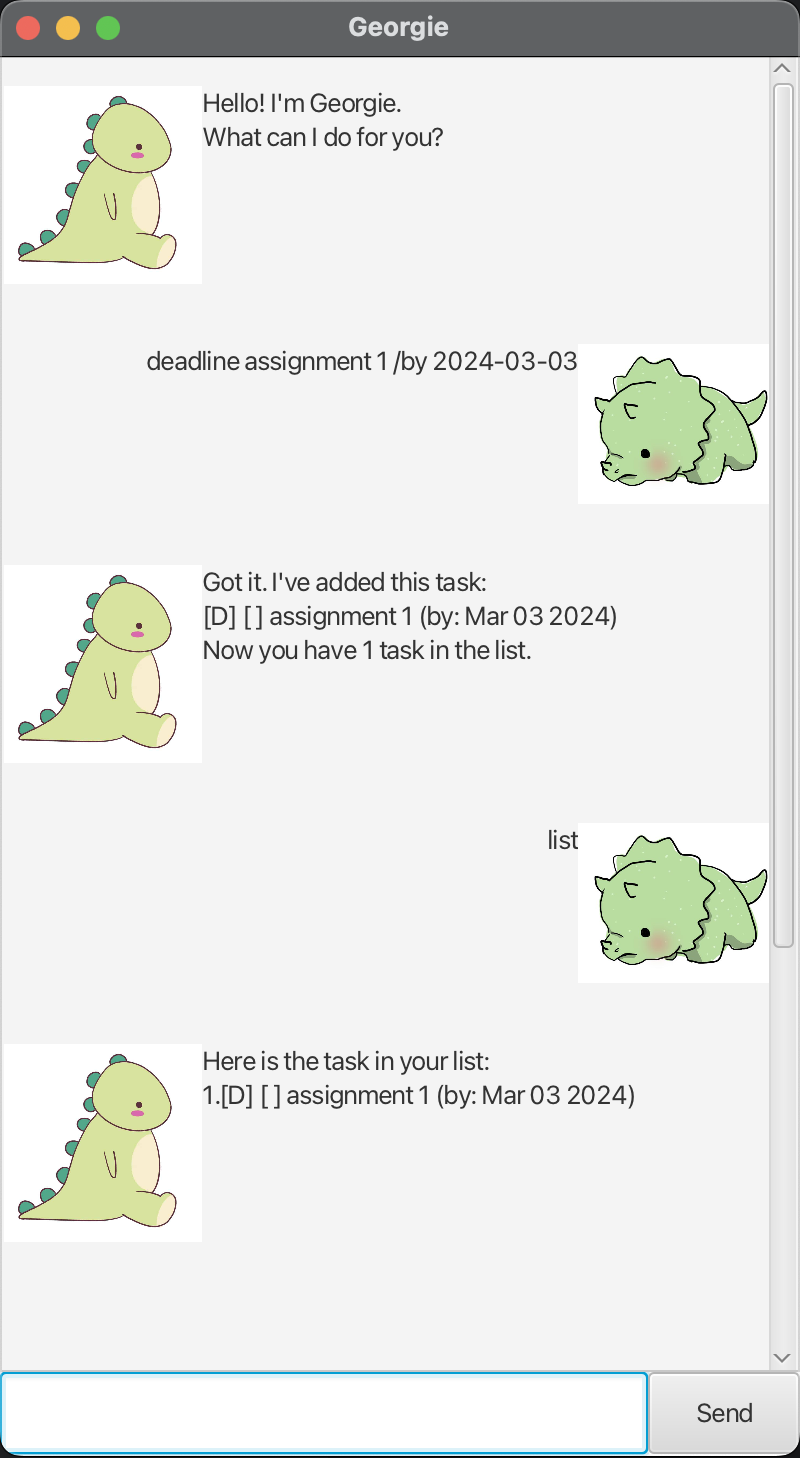 Georgie
Hello! I'm Georgie.
What can I do for you?
deadline assignment 1 /by 2024-03-03
Got it. I've added this task:
[D] [ ] assignment 1 (by: Mar 03 2024)
Now you have 1 task in the list.
list
Here is the task in your list:
1.[D] [ ] assignment 1 (by: Mar 03 2024)
Send